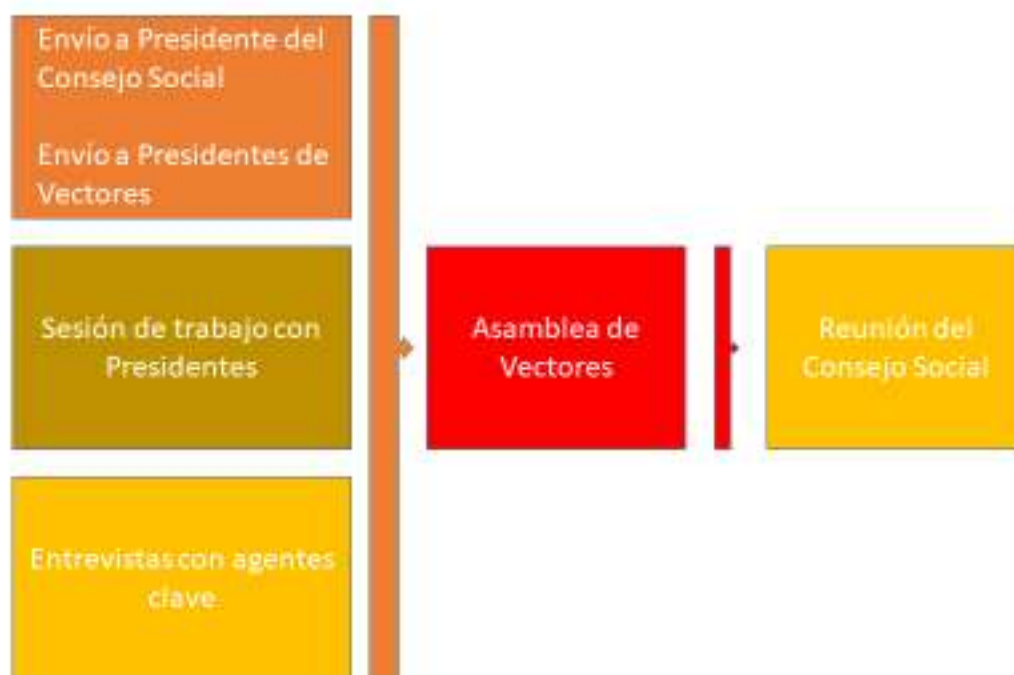 Envío a Presidente del
Consejo Social
Envío a Presidentes de
Vectores
Sesión de trabajo con
Presidentes
Entrevistas con agentes
clave
Asamblea de
Vectores
Reunión del
Consejo Social